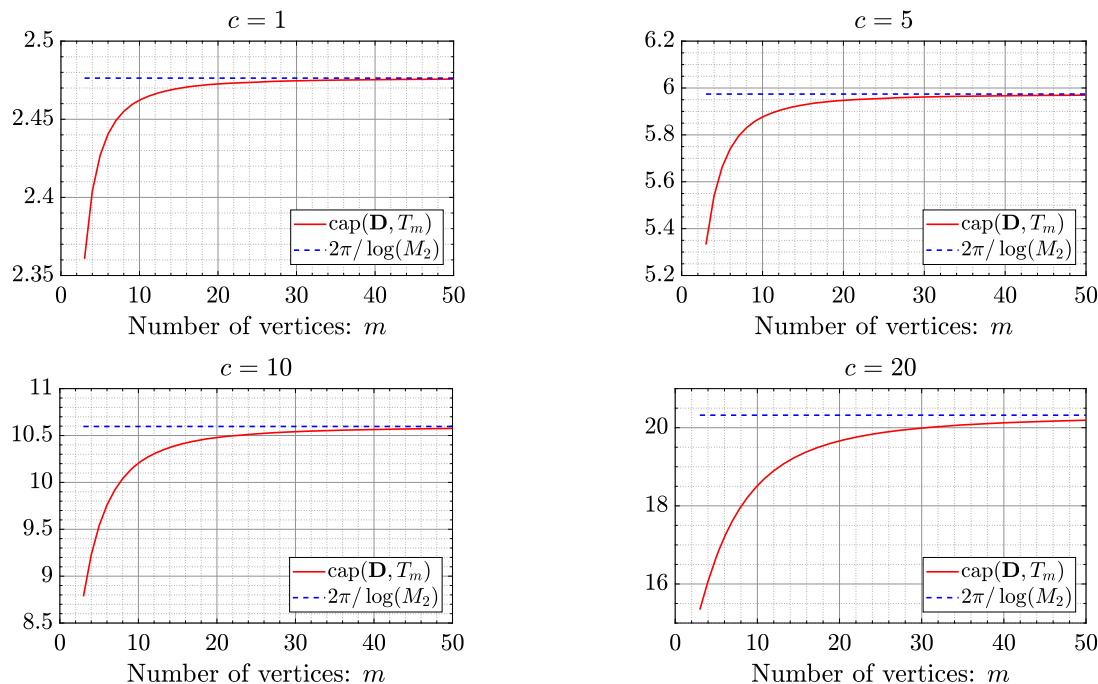 c = 1
2.5
2.45
2.4
2.35
0 10 20 30 40 50
Number of vertices: m
cap(D, T_m)
2π/ log(M_2)
c = 5
6.2
6
5.8
5.6
5.4
5.2
0 10 20 30 40 50
Number of vertices: m
cap(D, T_m)
2π/ log(M_2)
c = 10
11
10.5
10
9.5
9
8.5
0 10 20 30 40 50
Number of vertices: m
cap(D, T_m)
2π/ log(M_2)
c = 20
20
18
16
0 10 20 30 40 50
Number of vertices: m
cap(D, T_m)
2π/ log(M_2)